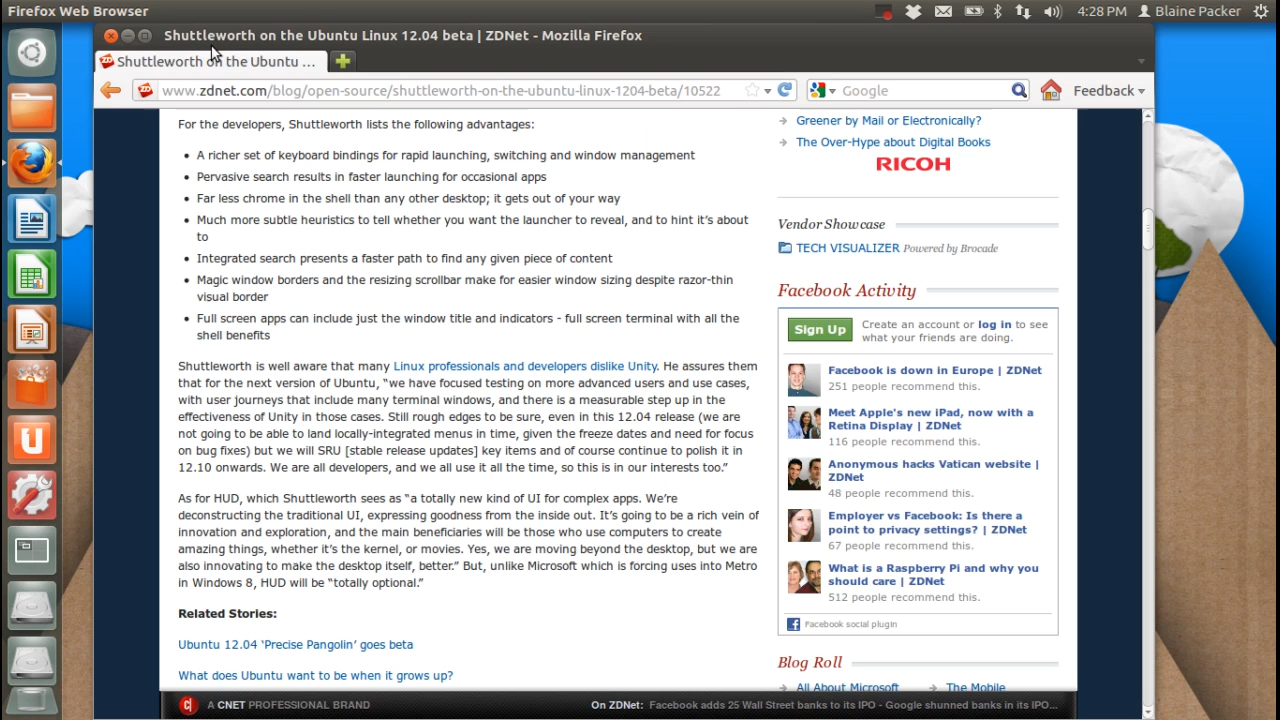 Firefox Web Browser
4:28 PM Blaine Packer
Shuttleworth on the Ubuntu Linux 12.04 beta | ZDNet - Mozilla Firefox
Shuttleworth on the Ubuntu ...
www.zdnet.com/blog/open-source/shuttleworth-on-the-ubuntu-linux-1204-beta/10522
Google
Feedback
For the developers, Shuttleworth lists the following advantages:
A richer set of keyboard bindings for rapid launching, switching and window management
Pervasive search results in faster launching for occasional apps
Far less chrome in the shell than any other desktop; it gets out of your way
Much more subtle heuristics to tell whether you want the launcher to reveal, and to hint it's about
to
Integrated search presents a faster path to find any given piece of content
Magic window borders and the resizing scrollbar make for easier window sizing despite razor-thin
visual border
Full screen apps can include just the window title and indicators - full screen terminal with all the
shell benefits
Shuttleworth is well aware that many Linux professionals and developers dislike Unity. He assures them
that for the next version of Ubuntu, “we have focused testing on more advanced users and use cases,
with user journeys that include many terminal windows, and there is a measurable step up in the
effectiveness of Unity in those cases. Still rough edges to be sure, even in this 12.04 release (we are
not going to be able to land locally-integrated menus in time, given the freeze dates and need for focus
on bug fixes) but we will SRU [stable release updates] key items and of course continue to polish it in
12.10 onwards. We are all developers, and we all use it all the time, so this is in our interests too.”
As for HUD, which Shuttleworth sees as “a totally new kind of UI for complex apps. We’re
deconstructing the traditional UI, expressing goodness from the inside out. It’s going to be a rich vein of
innovation and exploration, and the main beneficiaries will be those who use computers to create
amazing things, whether it’s the kernel, or movies. Yes, we are moving beyond the desktop, but we are
also innovating to make the desktop itself, better.” But, unlike Microsoft which is forcing uses into Metro
in Windows 8, HUD will be “totally optional.”
Related Stories:
Ubuntu 12.04 ‘Precise Pangolin’ goes beta
What does Ubuntu want to be when it grows up?
Greener by Mail or Electronically?
The Over-Hype about Digital Books
RICOH
Vendor Showcase
TECH VISUALIZER Powered by Brocade
Facebook Activity
Sign Up
Create an account or log in to see
what your friends are doing.
Facebook is down in Europe | ZDNet
251 people recommend this.
Meet Apple's new iPad, now with a
Retina Display | ZDNet
116 people recommend this.
Anonymous hacks Vatican website |
ZDNet
48 people recommend this.
Employer vs Facebook: Is there a
point to privacy settings? | ZDNet
67 people recommend this.
What is a Raspberry Pi and why you
should care | ZDNet
512 people recommend this.
Facebook social plugin
Blog Roll
All About Microsoft
The Mobile
A CNET PROFESSIONAL BRAND
On ZDNet: Facebook adds 25 Wall Street banks to its IPO - Google shunned banks in its IPO...